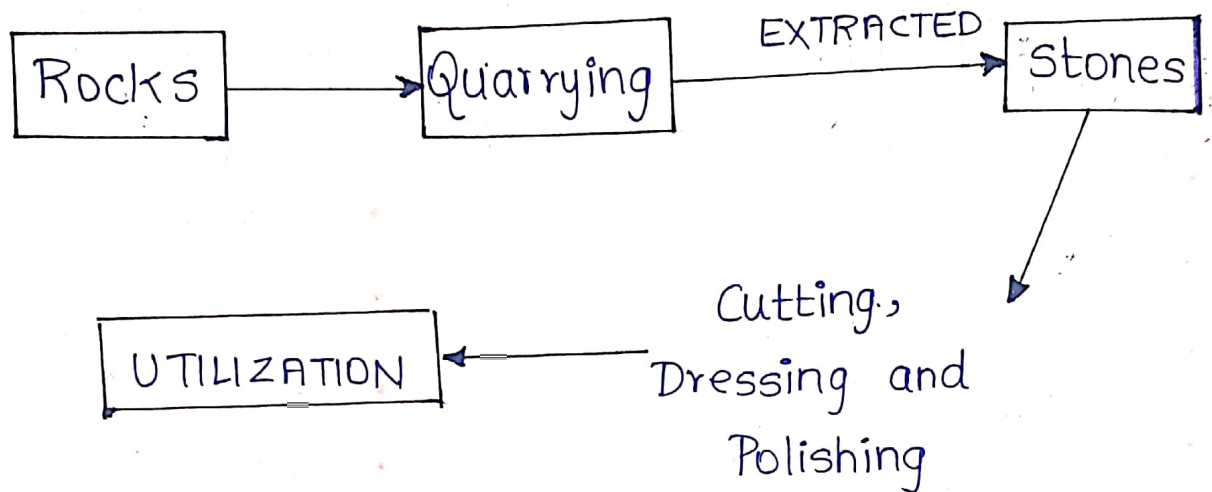 Rocks
Quarrying
EXTRACTED
Stones
Cutting.,
Dressing and
Polishing
UTILIZATION